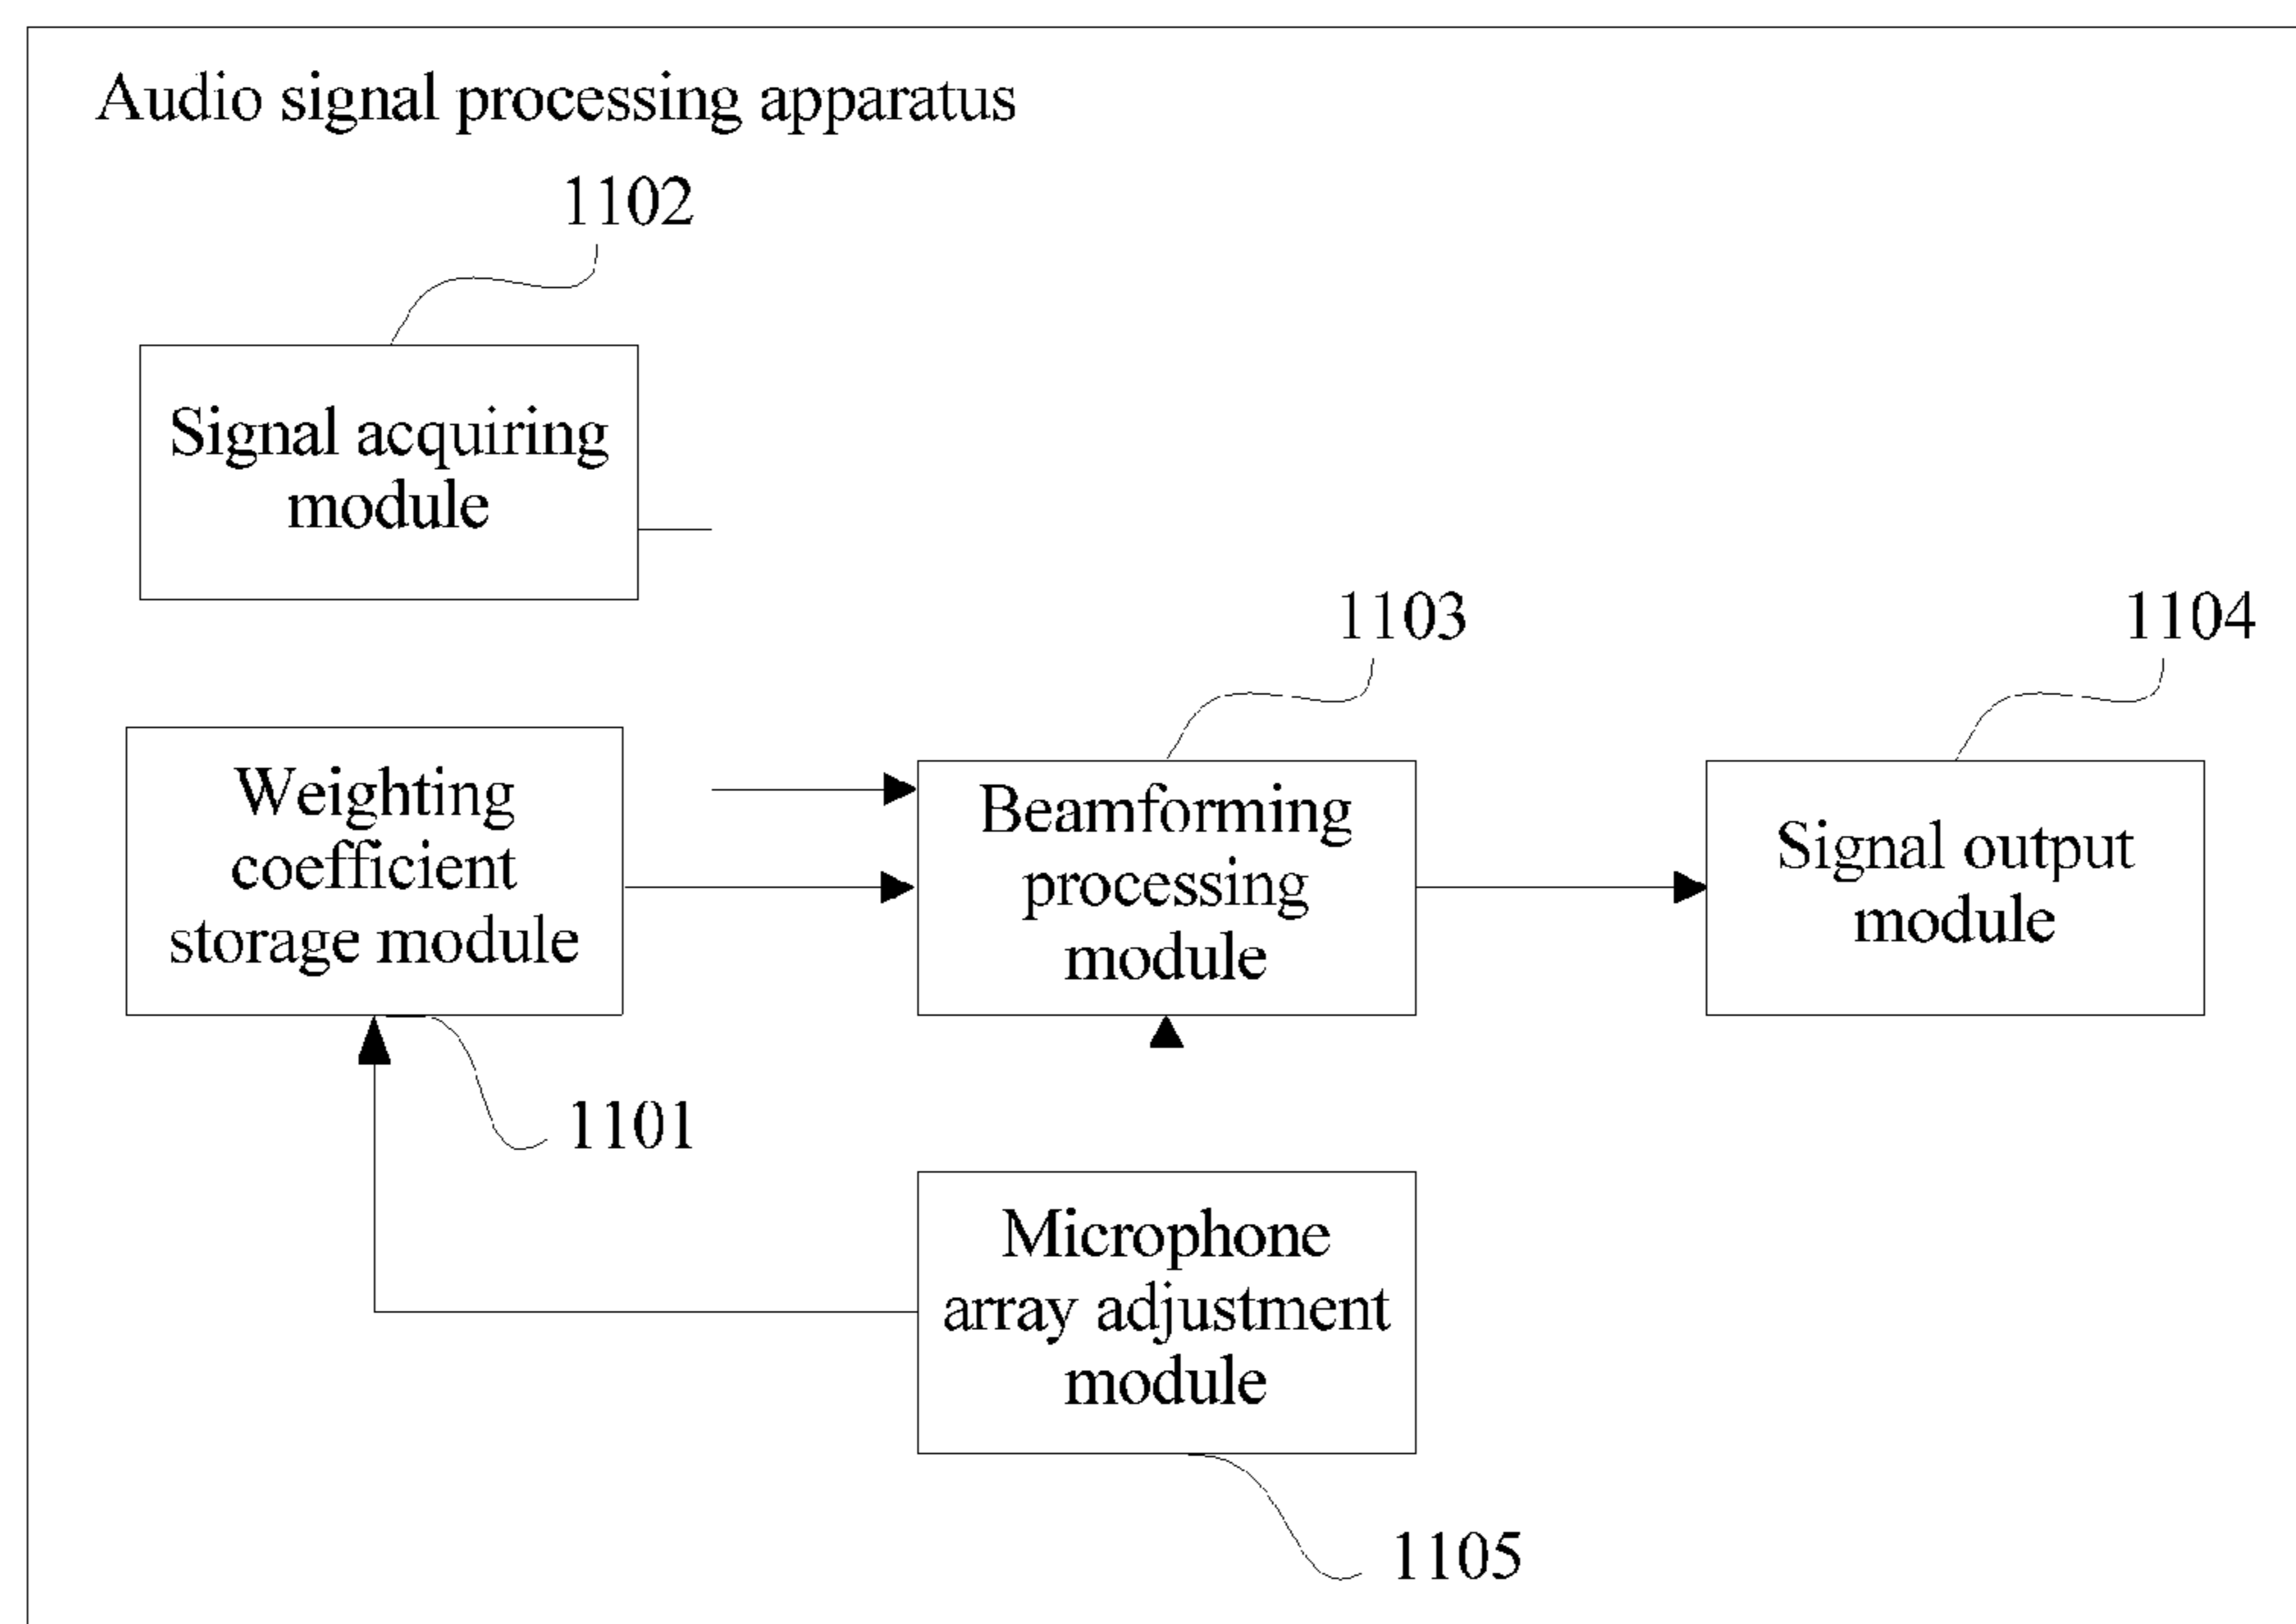 Audio signal processing apparatus
1102
Signal acquiring
module
1103
1104
Weighting
coefficient
storage module
Beamforming
processing
module
Signal output
module
1101
Microphone
array adjustment
module
1105